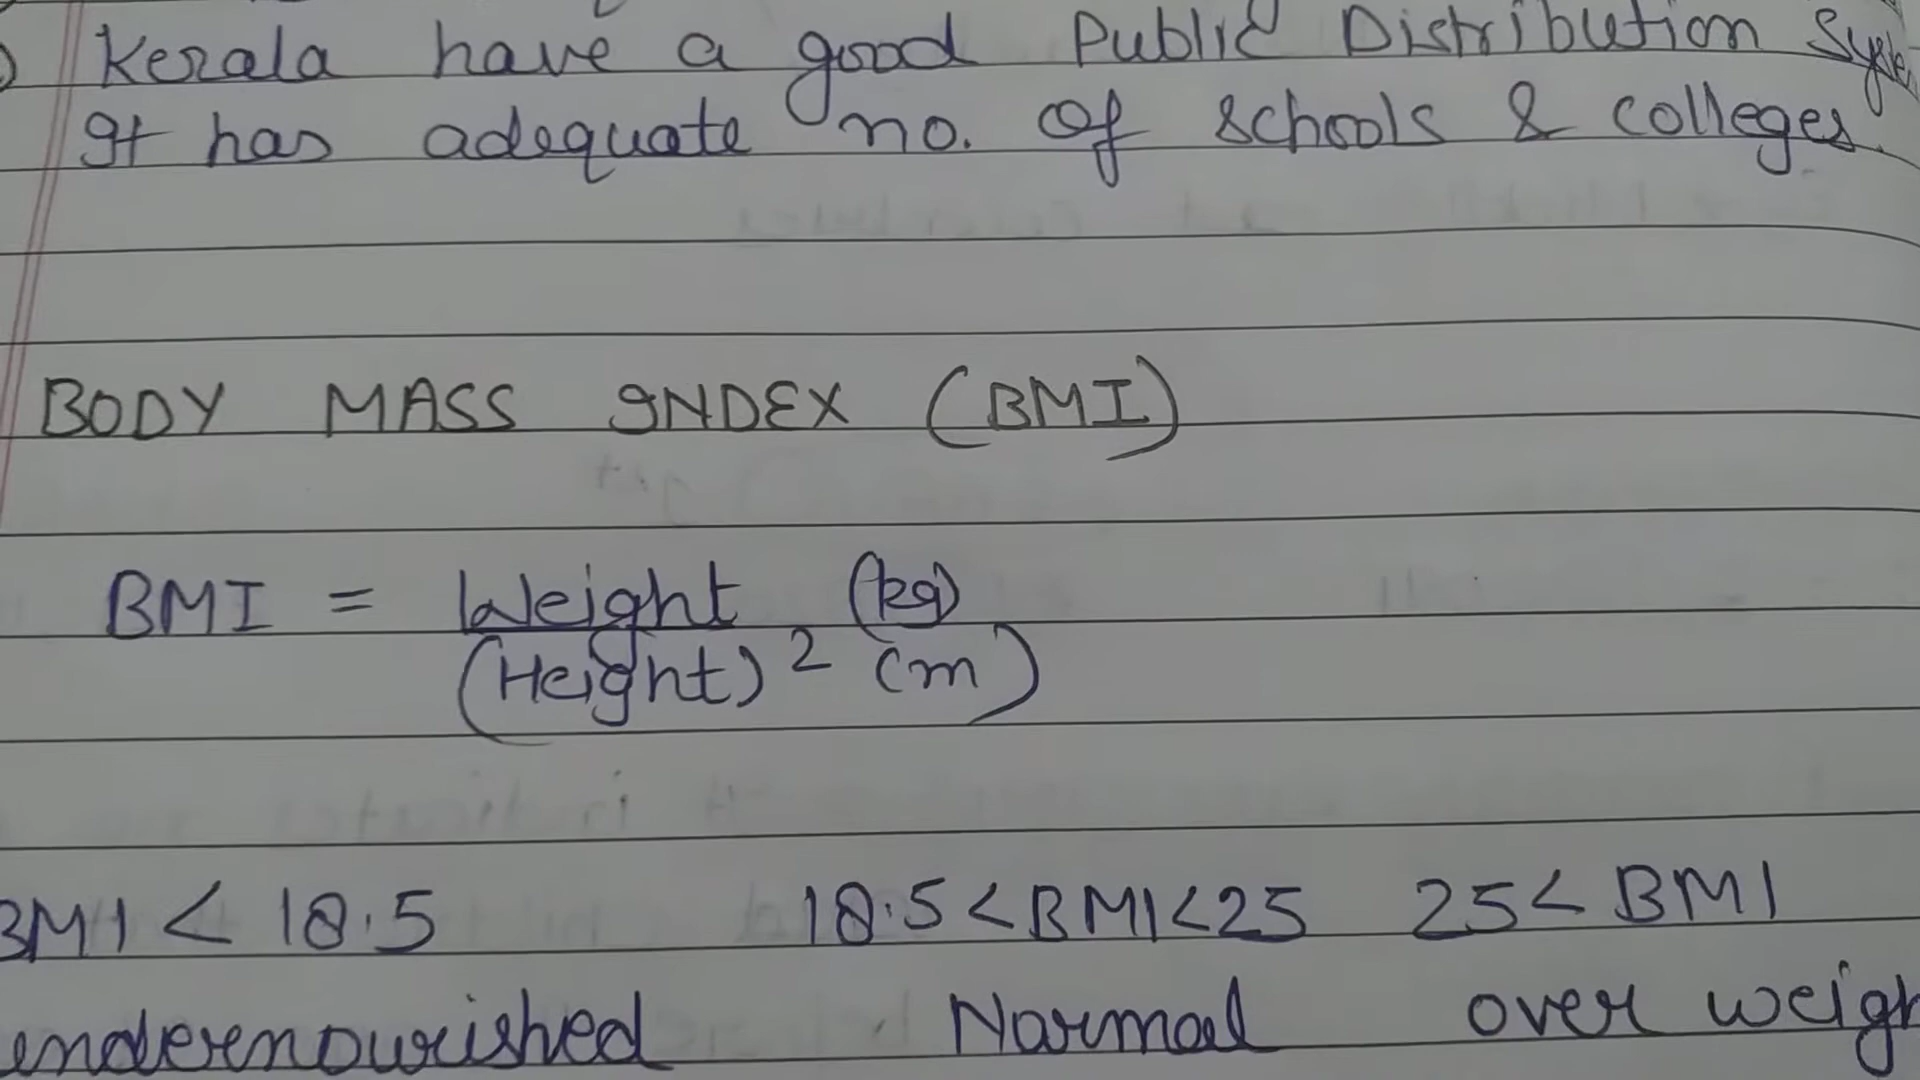 Kerala have a good Public Distribution
It has adequate no. of schools & colleges.
BODY MASS INDEX (BMI)
BMI = Weight (kg)
(Height)² (m)
BMI < 18.5 18.5 < BMI < 25 25 < BMI
undernourished Normal over weigh